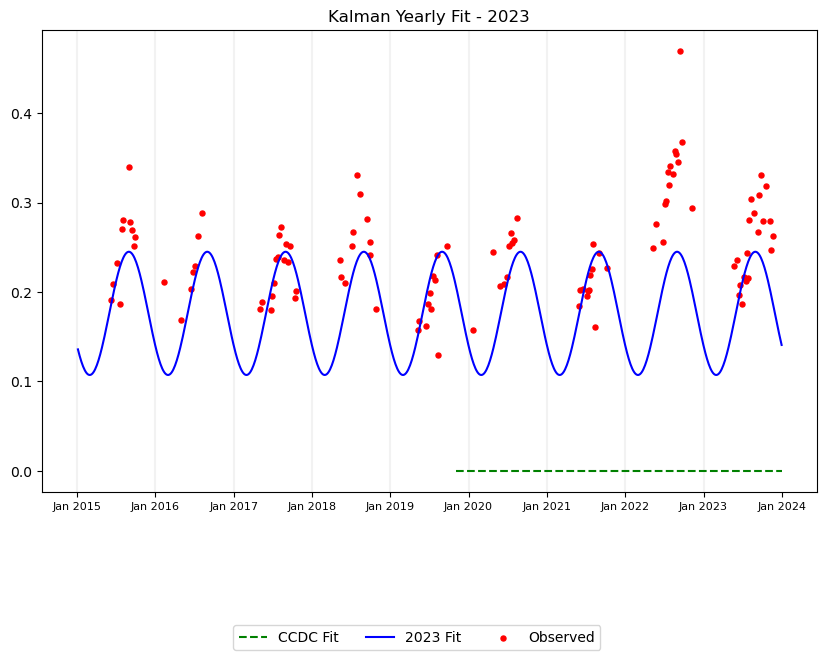 Kalman Yearly Fit - 2023
0.4
0.3
0.2
0.1
0.0
Jan 2015 Jan 2016 Jan 2017 Jan 2018 Jan 2019 Jan 2020 Jan 2021 Jan 2022 Jan 2023 Jan 2024
CCDC Fit 2023 Fit Observed